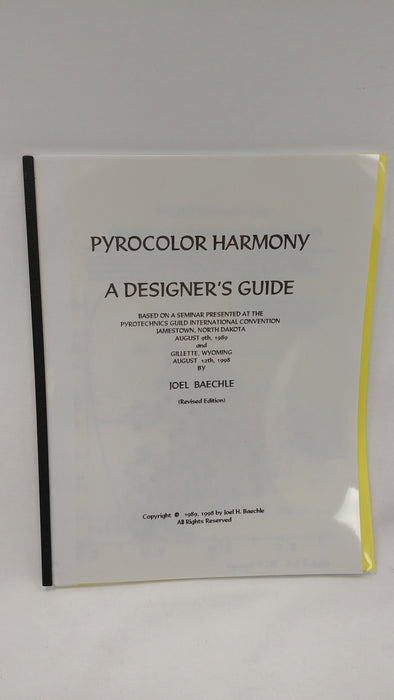 PYROCOLOR HARMONY
A DESIGNER'S GUIDE
BASED ON A SEMINAR PRESENTED AT THE
PYROTECHNICS GUILD INTERNATIONAL CONVENTION
JAMESTOWN, NORTH DAKOTA
AUGUST 9th, 1989
and
GILLETTE, WYOMING
AUGUST 12th, 1998
BY
JOEL BAECHLE
(Revised Edition)
Copyright © 1989, 1998 by Joel H. Baechle
All Rights Reserved